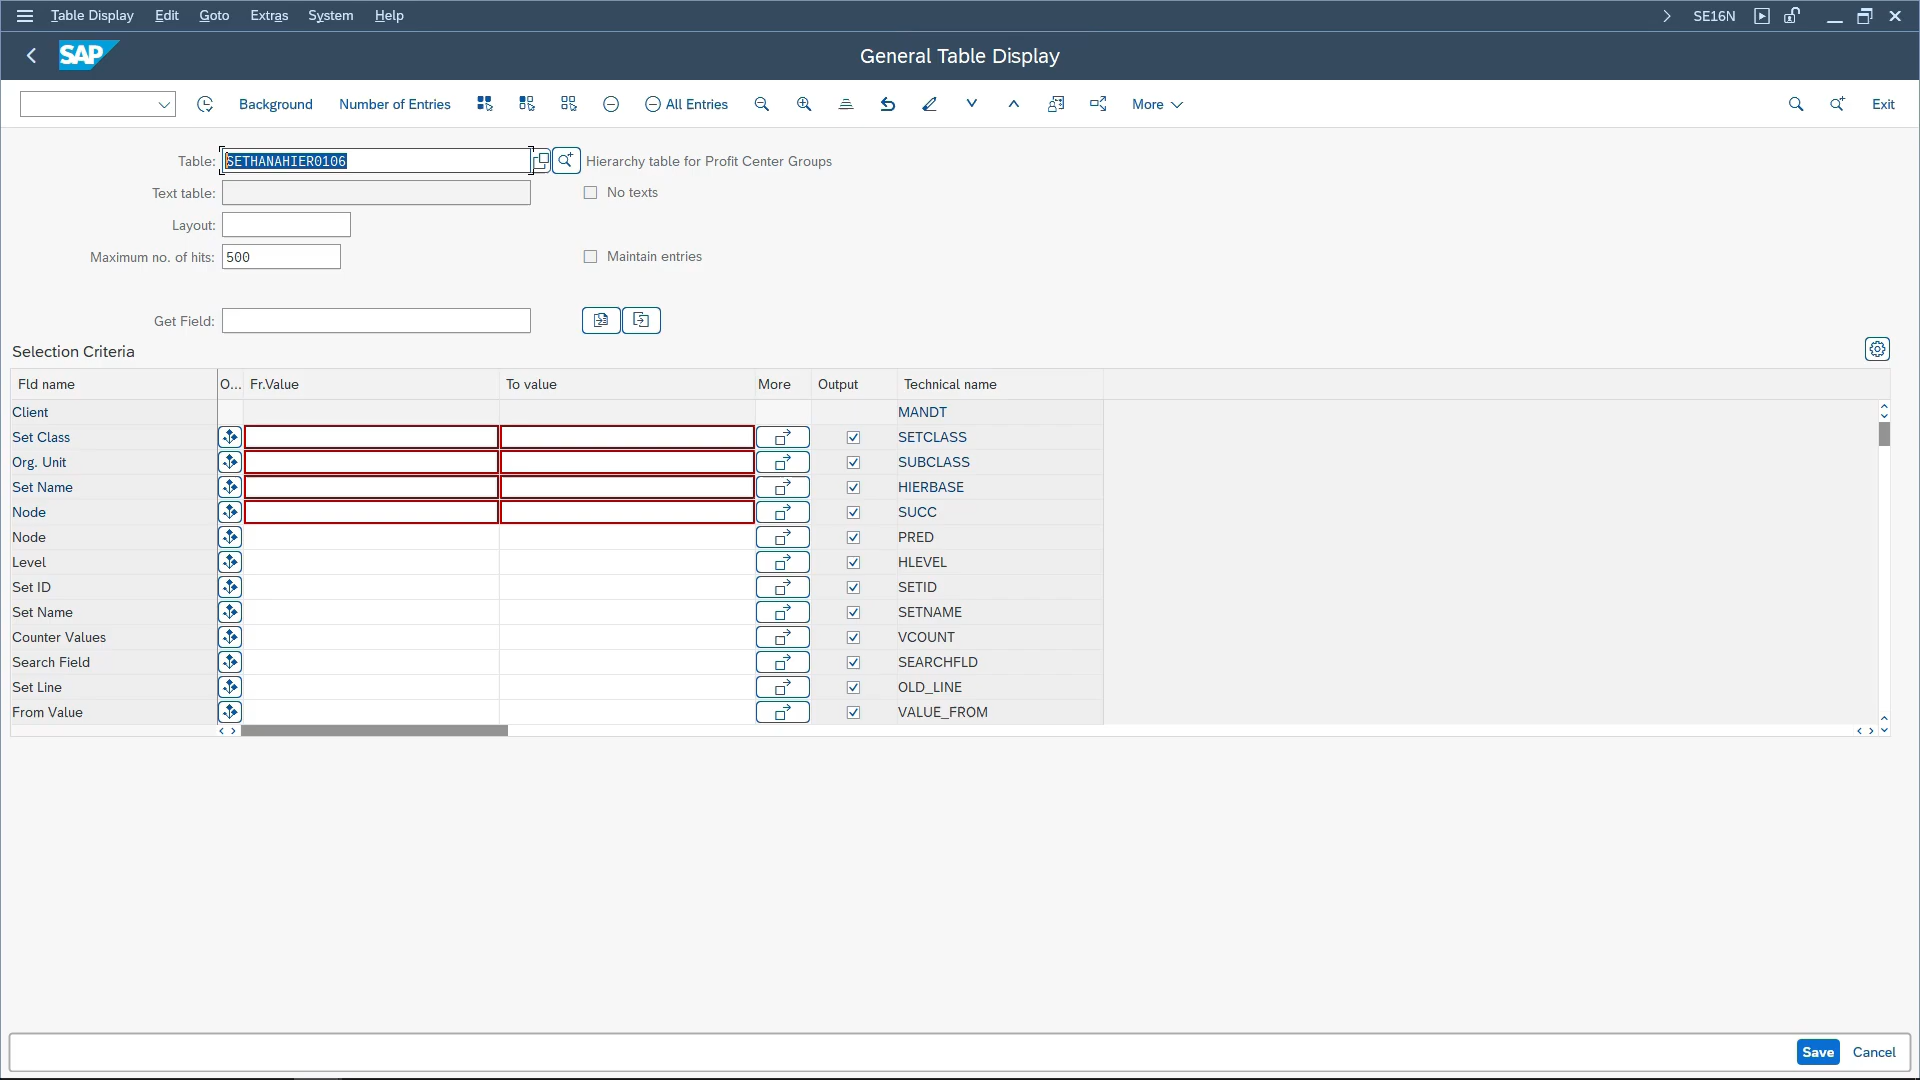 Table Display Edit Goto Extras System Help SE16N
SAP General Table Display
Background Number of Entries All Entries More Exit
Table: SETHANAHIER0106 Hierarchy table for Profit Center Groups
Text table: No texts
Layout:
Maximum no. of hits: 500 Maintain entries
Get Field:
Selection Criteria
Fld name O... Fr.Value To value More Output Technical name
Client MANDT
Set Class SETCLASS
Org. Unit SUBCLASS
Set Name HIERBASE
Node SUCC
Node PRED
Level HLEVEL
Set ID SETID
Set Name SETNAME
Counter Values VCOUNT
Search Field SEARCHFLD
Set Line OLD_LINE
From Value VALUE_FROM
Save Cancel